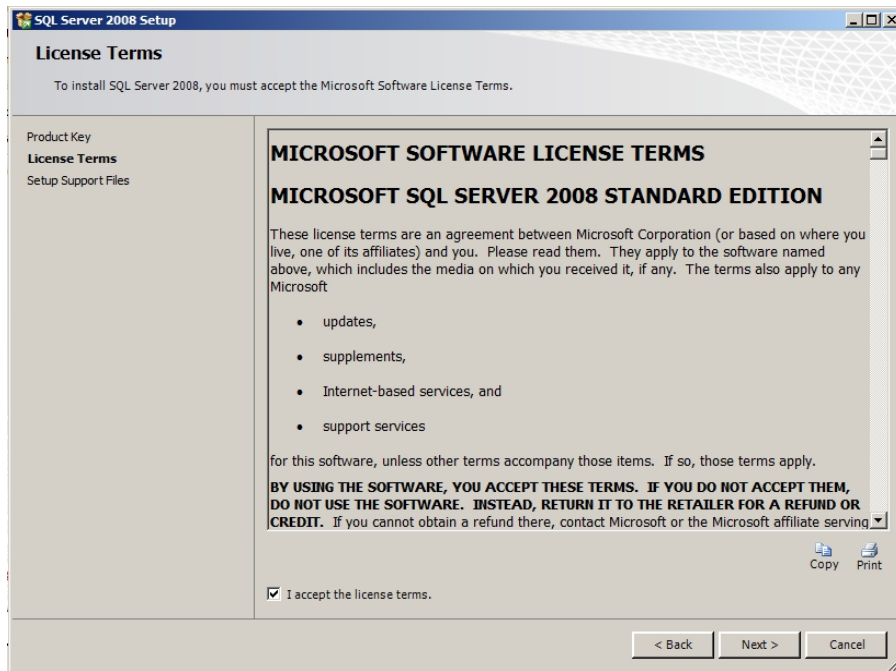 SQL Server 2008 Setup
License Terms
To install SQL Server 2008, you must accept the Microsoft Software License Terms.
Product Key
License Terms
Setup Support Files
MICROSOFT SOFTWARE LICENSE TERMS
MICROSOFT SQL SERVER 2008 STANDARD EDITION
These license terms are an agreement between Microsoft Corporation (or based on where you
live, one of its affiliates) and you.  Please read them.  They apply to the software named
above, which includes the media on which you received it, if any.  The terms also apply to any
Microsoft
• updates,
• supplements,
• Internet-based services, and
• support services
for this software, unless other terms accompany those items.  If so, those terms apply.
BY USING THE SOFTWARE, YOU ACCEPT THESE TERMS.  IF YOU DO NOT ACCEPT THEM,
DO NOT USE THE SOFTWARE.  INSTEAD, RETURN IT TO THE RETAILER FOR A REFUND OR
CREDIT.  If you cannot obtain a refund there, contact Microsoft or the Microsoft affiliate serving
Copy Print
I accept the license terms.
< Back Next > Cancel